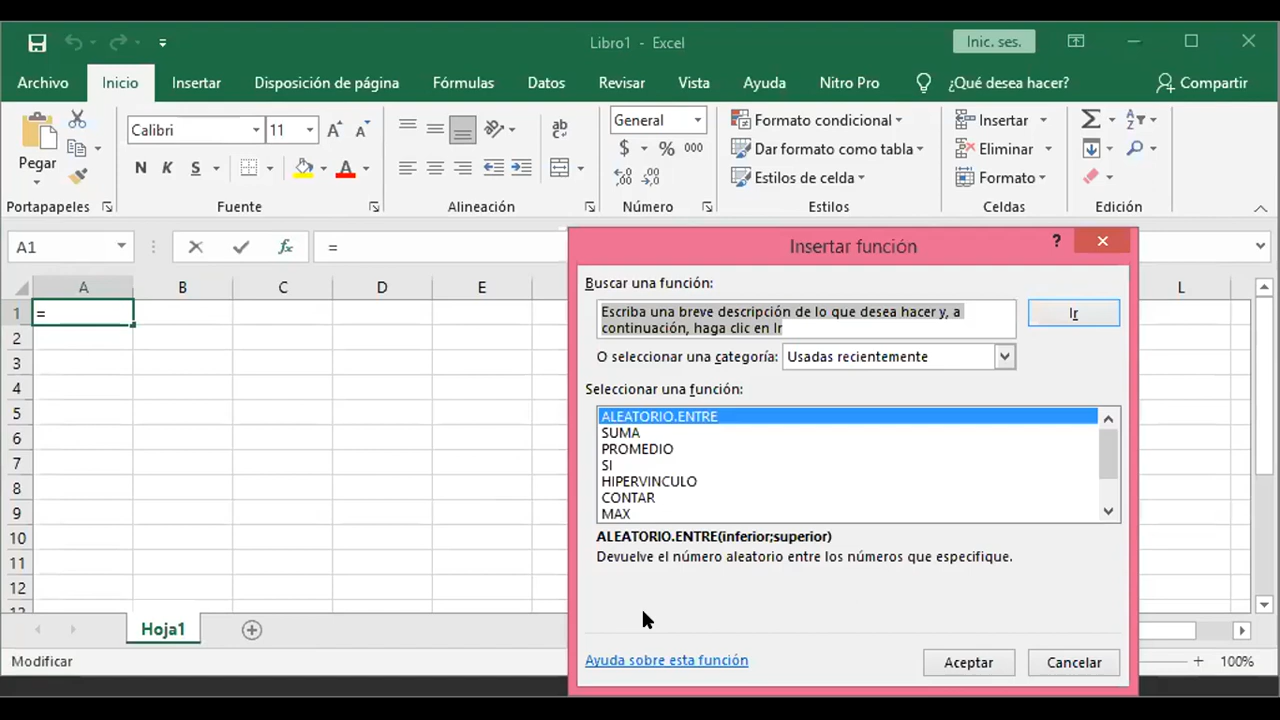 Libro1 - Excel
Inic. ses.
Archivo Inicio Insertar Disposición de página Fórmulas Datos Revisar Vista Ayuda Nitro Pro ¿Qué desea hacer? Compartir
Pegar
Calibri 11
N K S
A
ab
c
General
$ % 000
Formato condicional
Dar formato como tabla
Estilos de celda
Insertar
Eliminar
Formato
Σ
Portapapeles Fuente Alineación Número Estilos Celdas Edición
A1 fx =
A B C D E L
1 =
2
3
4
5
6
7
8
9
10
11
12
13
Insertar función ?
Buscar una función:
Escriba una breve descripción de lo que desea hacer y, a
continuación, haga clic en Ir
Ir
O seleccionar una categoría: Usadas recientemente
Seleccionar una función:
ALEATORIO.ENTRE
SUMA
PROMEDIO
SI
HIPERVINCULO
CONTAR
MAX
ALEATORIO.ENTRE(inferior;superior)
Devuelve el número aleatorio entre los números que especifique.
Ayuda sobre esta función Aceptar Cancelar
Hoja1
Modificar 100%